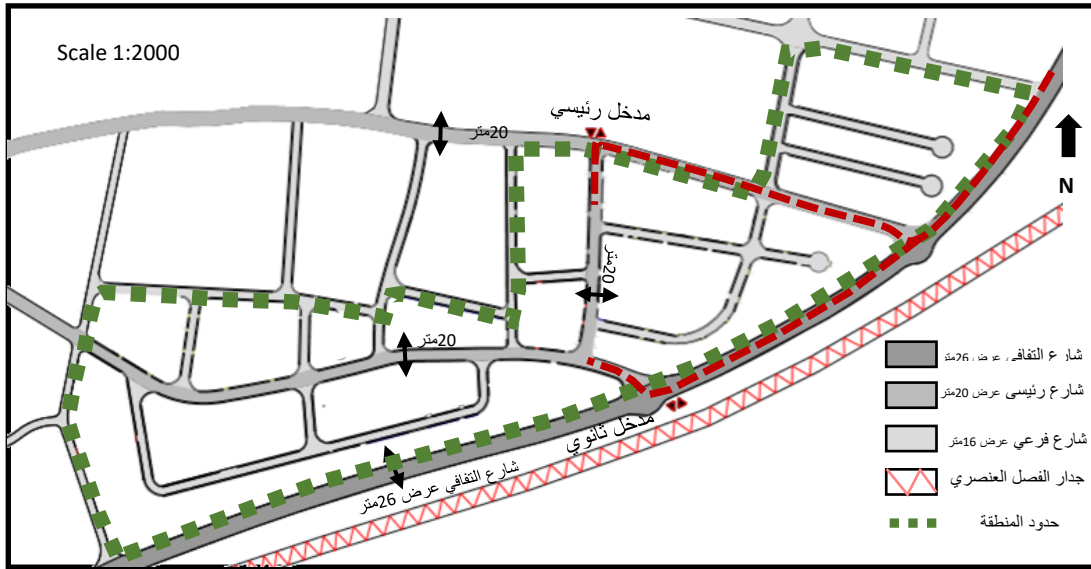 Scale 1:2000
مدخل رئيسي
20متر
N
20متر
20متر
مدخل ثانوي
شارع التفافي عرض 26متر
شارع التفافي عرض 26متر
شارع رئيسي عرض 20متر
شارع فرعي عرض 16متر
جدار الفصل العنصري
حدود المنطقة